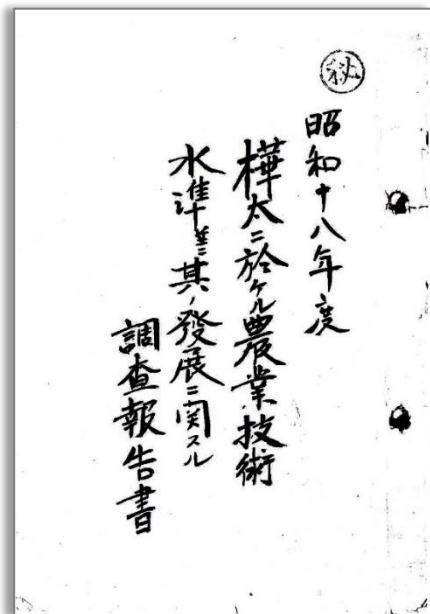 秘
昭和十八年度
樺太ニ於ケル農業技術
水準並ニ其ノ發展ニ関スル
調査報告書